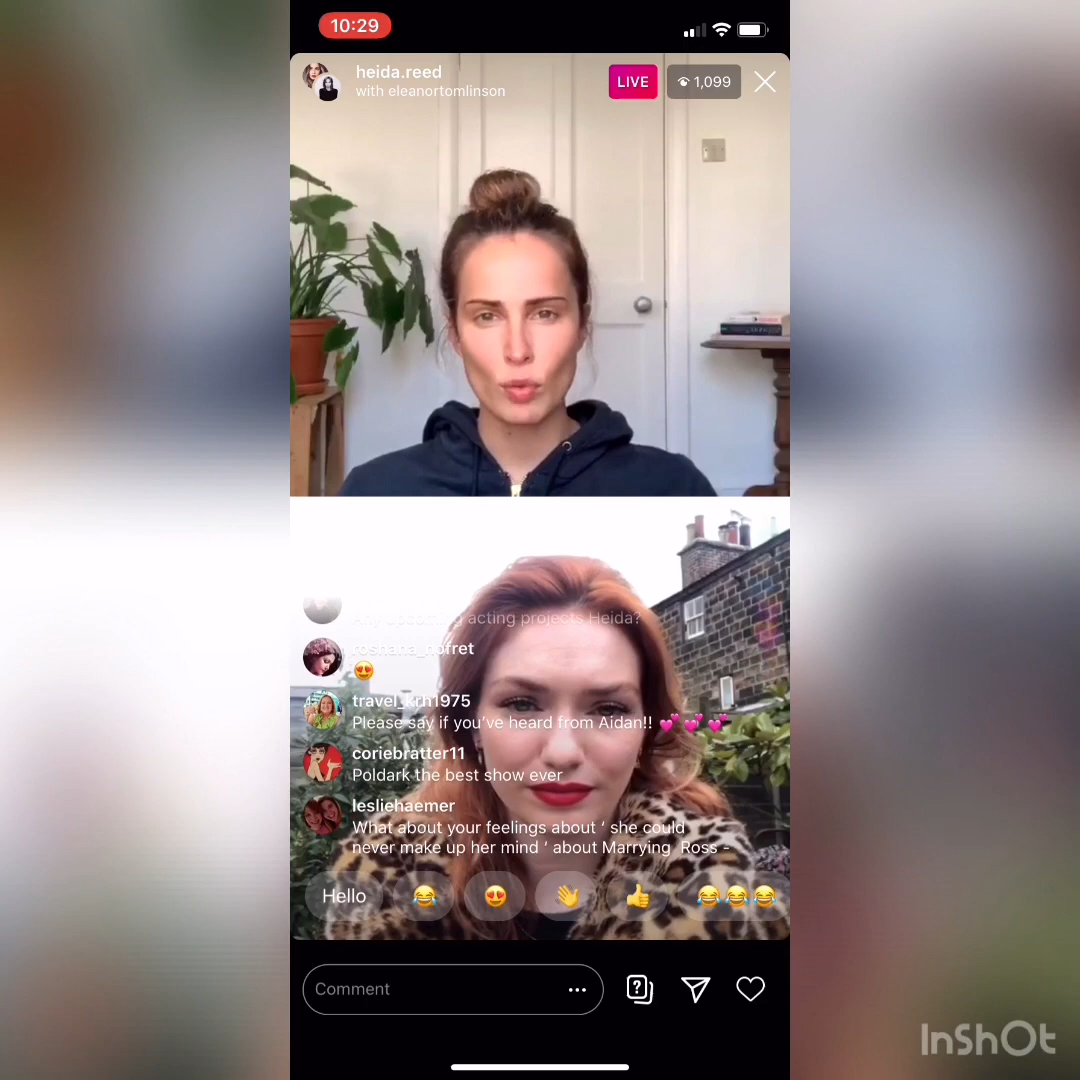 10:29
heida.reed
with eleanortomlinson
LIVE
1,099
acting projects Heida?
roshana_nofret
😍
travel_krh1975
Please say if you've heard from Aidan!! 💕 💕 💕
coriebratter11
Poldark the best show ever
lesliehaemer
What about your feelings about ' she could
never make up her mind ' about Marrying Ross -
Hello 😂 😍 👋 👍 😂😂😂
Comment
InShOt